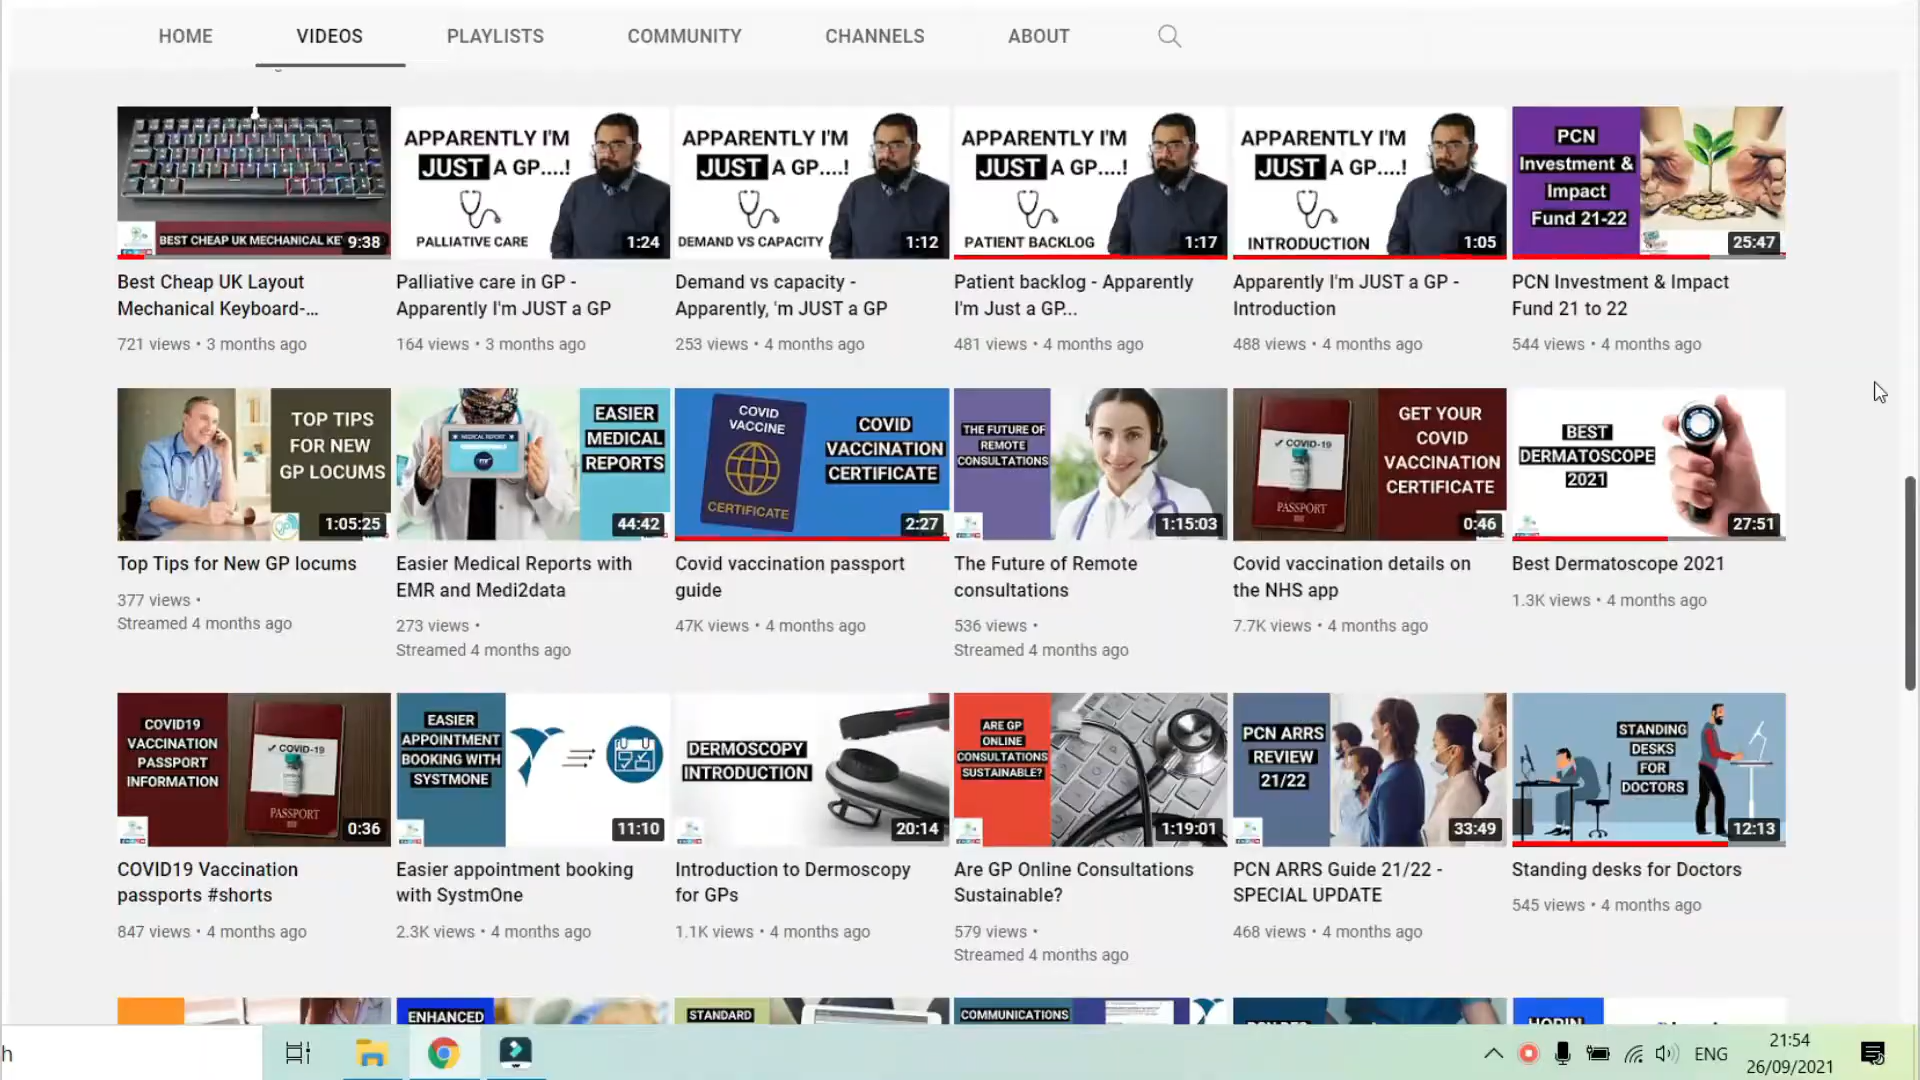 HOME VIDEOS PLAYLISTS COMMUNITY CHANNELS ABOUT
BEST CHEAP UK MECHANICAL KE
9:38
Best Cheap UK Layout
Mechanical Keyboard-...
721 views • 3 months ago
APPARENTLY I'M
JUST A GP....!
PALLIATIVE CARE
1:24
Palliative care in GP -
Apparently I'm JUST a GP
164 views • 3 months ago
APPARENTLY I'M
JUST A GP....!
DEMAND VS CAPACITY
1:12
Demand vs capacity -
Apparently, 'm JUST a GP
253 views • 4 months ago
APPARENTLY I'M
JUST A GP....!
PATIENT BACKLOG
1:17
Patient backlog - Apparently
I'm Just a GP...
481 views • 4 months ago
APPARENTLY I'M
JUST A GP....!
INTRODUCTION
1:05
Apparently I'm JUST a GP -
Introduction
488 views • 4 months ago
PCN
Investment &
Impact
Fund 21-22
25:47
PCN Investment & Impact
Fund 21 to 22
544 views • 4 months ago
TOP TIPS
FOR NEW
GP LOCUMS
1:05:25
Top Tips for New GP locums
377 views •
Streamed 4 months ago
MEDICAL REPORT
EASIER
MEDICAL
REPORTS
44:42
Easier Medical Reports with
EMR and Medi2data
273 views •
Streamed 4 months ago
COVID
VACCINE
CERTIFICATE
COVID
VACCINATION
CERTIFICATE
2:27
Covid vaccination passport
guide
47K views • 4 months ago
THE FUTURE OF
REMOTE
CONSULTATIONS
1:15:03
The Future of Remote
consultations
536 views •
Streamed 4 months ago
✓ COVID-19
PASSPORT
GET YOUR
COVID
VACCINATION
CERTIFICATE
0:46
Covid vaccination details on
the NHS app
7.7K views • 4 months ago
BEST
DERMATOSCOPE
2021
27:51
Best Dermatoscope 2021
1.3K views • 4 months ago
COVID19
VACCINATION
PASSPORT
INFORMATION
✓ COVID-19
PASSPORT
0:36
COVID19 Vaccination
passports #shorts
847 views • 4 months ago
EASIER
APPOINTMENT
BOOKING WITH
SYSTMONE
11:10
Easier appointment booking
with SystmOne
2.3K views • 4 months ago
DERMOSCOPY
INTRODUCTION
20:14
Introduction to Dermoscopy
for GPs
1.1K views • 4 months ago
ARE GP
ONLINE
CONSULTATIONS
SUSTAINABLE?
1:19:01
Are GP Online Consultations
Sustainable?
579 views •
Streamed 4 months ago
PCN ARRS
REVIEW
21/22
33:49
PCN ARRS Guide 21/22 -
SPECIAL UPDATE
468 views • 4 months ago
STANDING
DESKS
FOR
DOCTORS
12:13
Standing desks for Doctors
545 views • 4 months ago
ENHANCED
STANDARD
COMMUNICATIONS
h
ENG
21:54
26/09/2021